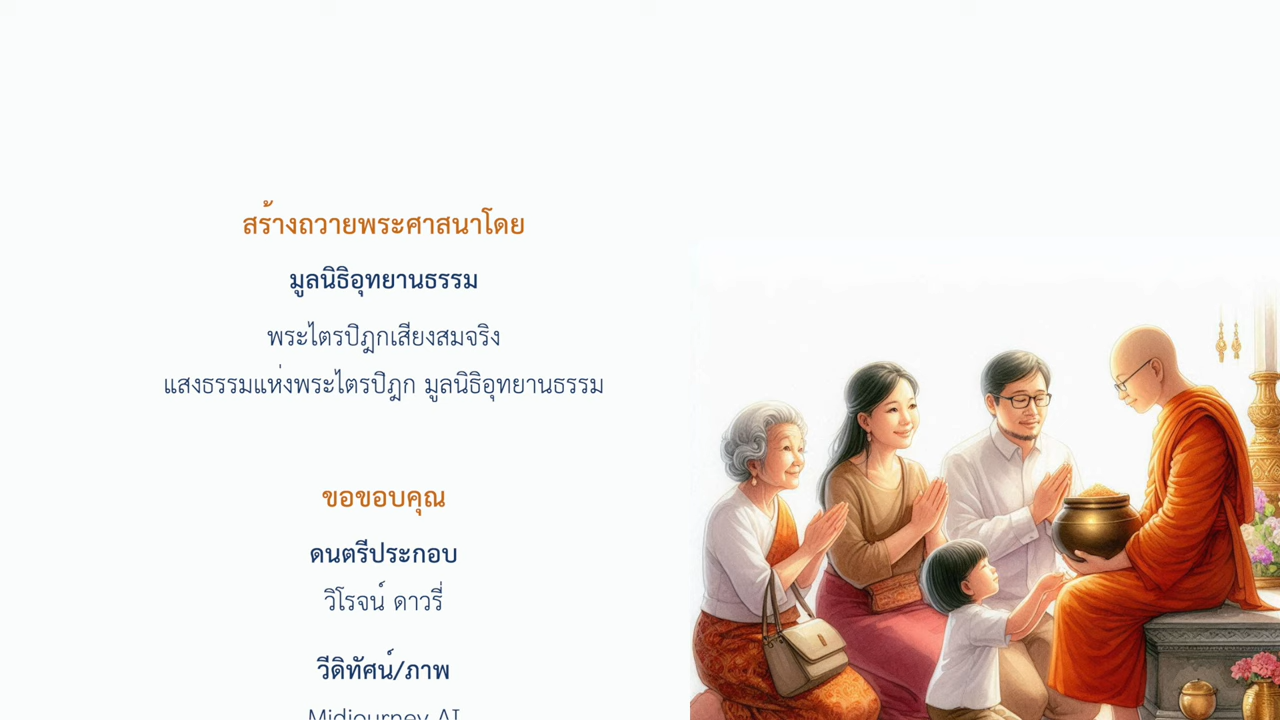 สร้างถวายพระศาสนาโดย
มูลนิธิอุทยานธรรม
พระไตรปิฎกเสียงสมจริง
แสงธรรมแห่งพระไตรปิฎก มูลนิธิอุทยานธรรม
ขอขอบคุณ
ดนตรีประกอบ
วิโรจน์ ดาวรี่
วีดิทัศน์/ภาพ
Midjourney AI